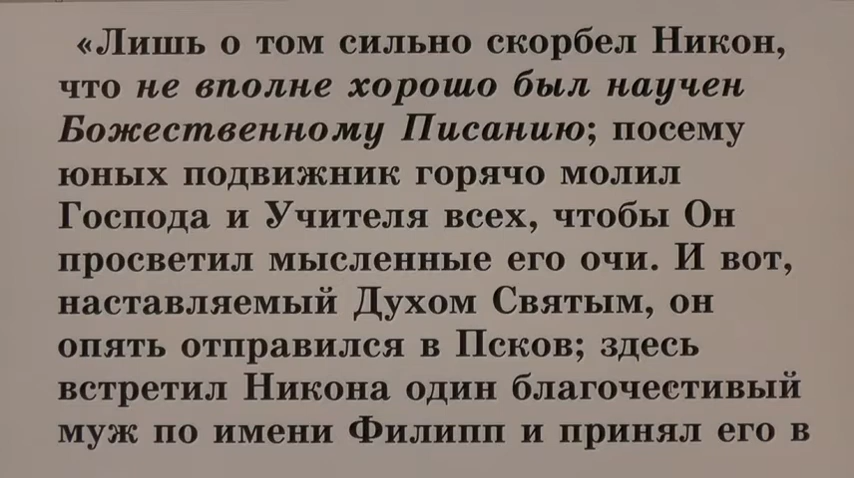 «Лишь о том сильно скорбел Никон,
что не вполне хорошо был научен
Божественному Писанию; посему
юных подвижник горячо молил
Господа и Учителя всех, чтобы Он
просветил мысленные его очи. И вот,
наставляемый Духом Святым, он
опять отправился в Псков; здесь
встретил Никона один благочестивый
муж по имени Филипп и принял его в